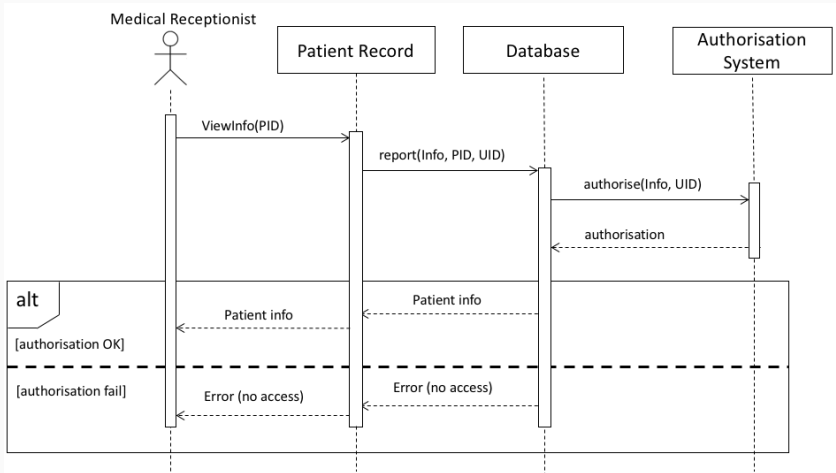 Medical Receptionist
Patient Record
Database
Authorisation
System
ViewInfo(PID)
report(Info, PID, UID)
authorise(Info, UID)
authorisation
alt
Patient info
Patient info
[authorisation OK]
[authorisation fail]
Error (no access)
Error (no access)